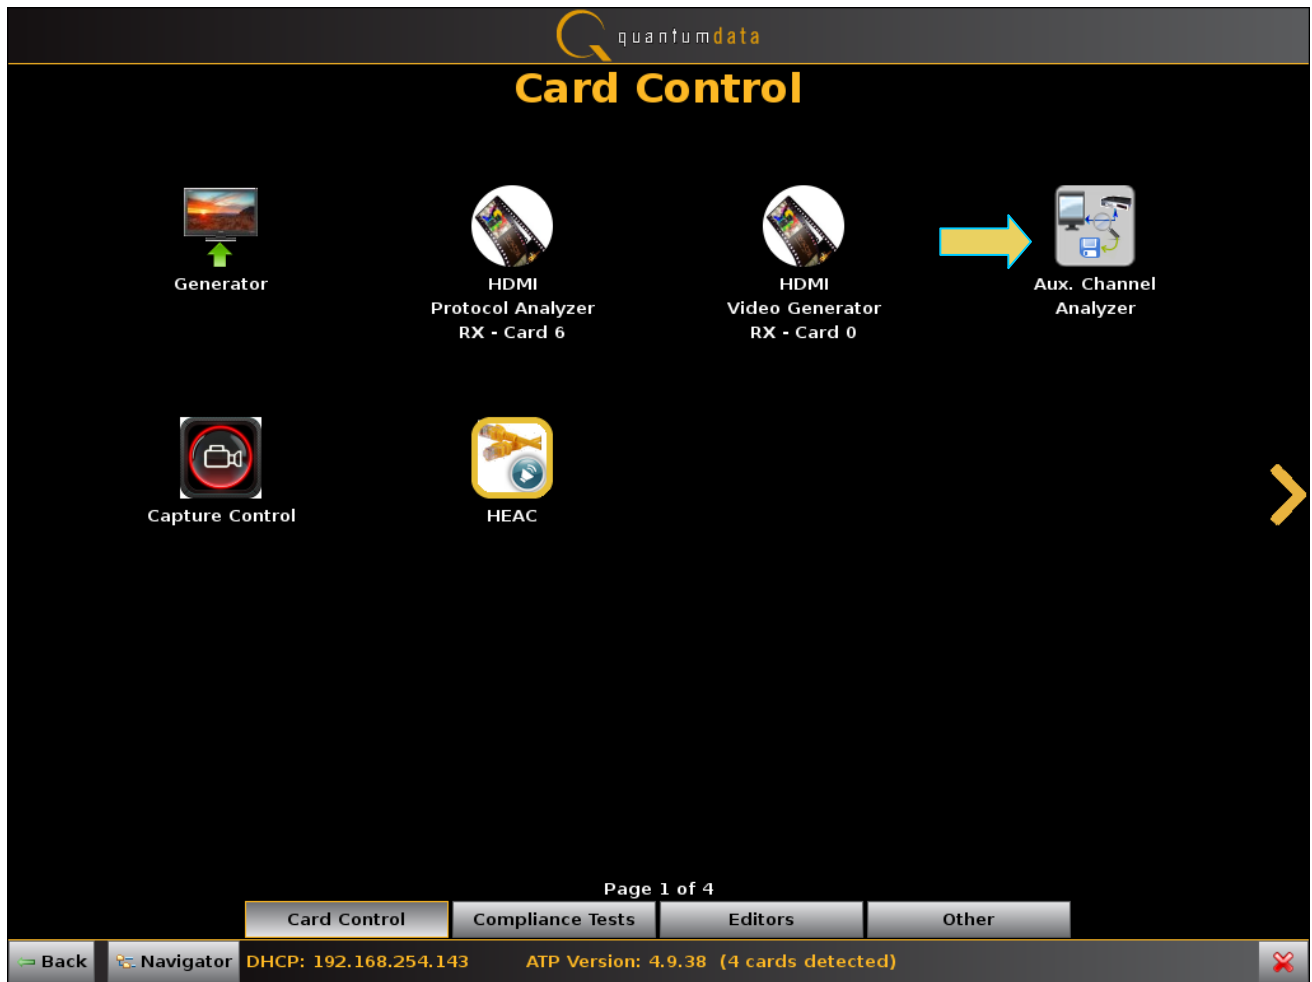 quantumdata
Card Control
Generator
HDMI
Protocol Analyzer
RX - Card 6
HDMI
Video Generator
RX - Card 0
Aux. Channel
Analyzer
Capture Control
HEAC
Page 1 of 4
Card Control
Compliance Tests
Editors
Other
Back
Navigator
DHCP: 192.168.254.143
ATP Version: 4.9.38 (4 cards detected)